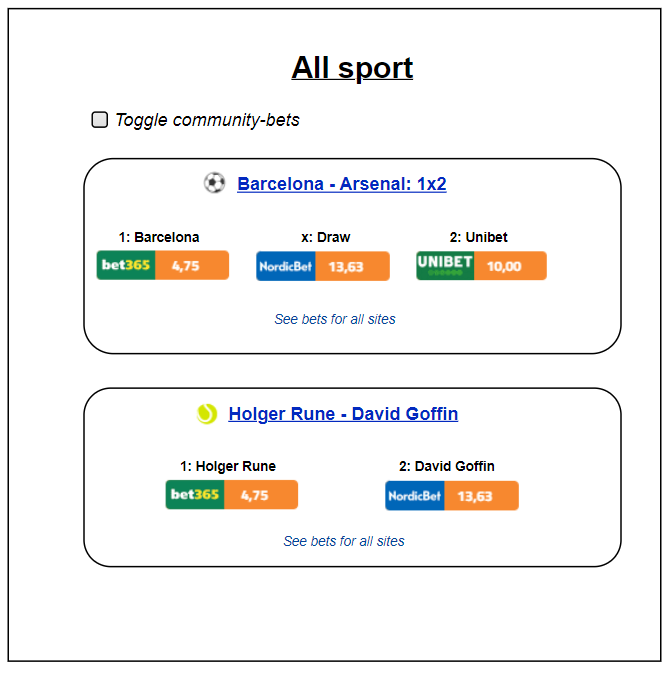 All sport
Toggle community-bets
Barcelona - Arsenal: 1x2
1: Barcelona x: Draw 2: Unibet
bet365 4,75 NordicBet 13,63 UNIBET 10,00
See bets for all sites
Holger Rune - David Goffin
1: Holger Rune 2: David Goffin
bet365 4,75 NordicBet 13,63
See bets for all sites